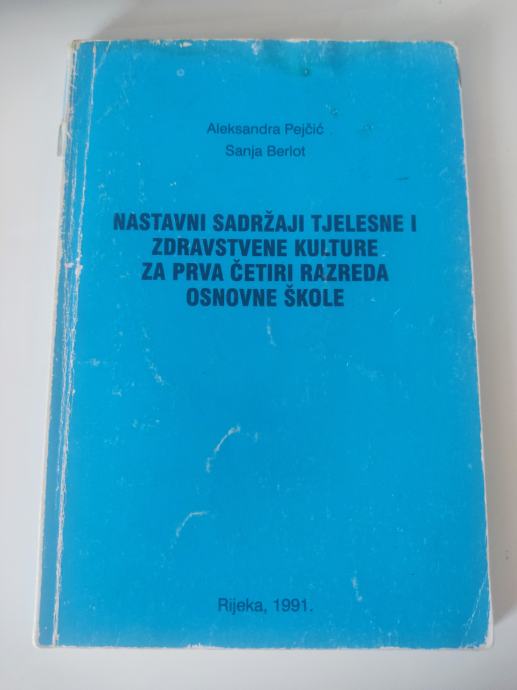 Aleksandra Pejčić
Sanja Berlot
NASTAVNI SADRŽAJI TJELESNE I
ZDRAVSTVENE KULTURE
ZA PRVA ČETIRI RAZREDA
OSNOVNE ŠKOLE
Rijeka, 1991.